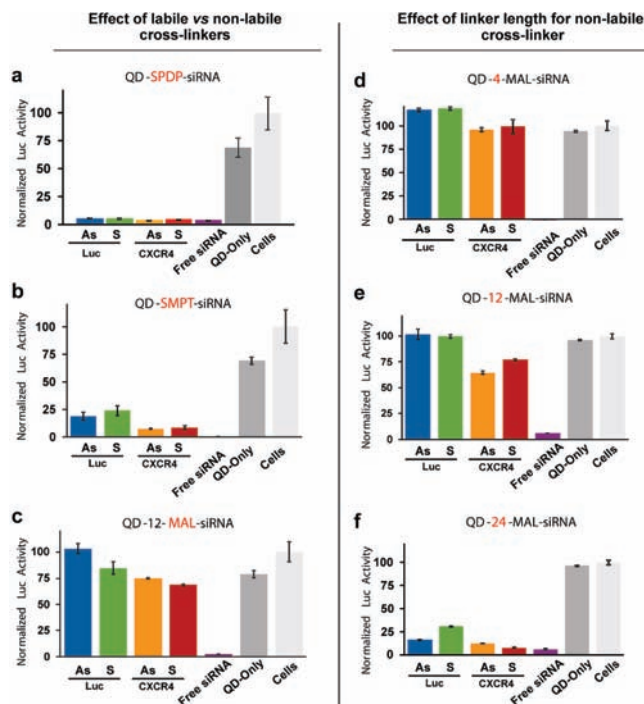 Effect of labile vs non-labile
cross-linkers
a
QD-SPDP-siRNA
Normalized Luc Activity
100
75
50
25
0
As S As S
Luc CXCR4
Free siRNA
QD-Only
Cells
b
QD-SMPT-siRNA
Normalized Luc Activity
100
75
50
25
0
As S As S
Luc CXCR4
Free siRNA
QD-Only
Cells
c
QD-12-MAL-siRNA
Normalized Luc Activity
100
75
50
25
0
As S As S
Luc CXCR4
Free siRNA
QD-Only
Cells
Effect of linker length for non-labile
cross-linker
d
QD-4-MAL-siRNA
Normalized Luc Activity
100
75
50
25
0
As S As S
Luc CXCR4
Free siRNA
QD-Only
Cells
e
QD-12-MAL-siRNA
Normalized Luc Activity
100
75
50
25
0
As S As S
Luc CXCR4
Free siRNA
QD-Only
Cells
f
QD-24-MAL-siRNA
Normalized Luc Activity
100
75
50
25
0
As S As S
Luc CXCR4
Free siRNA
QD-Only
Cells